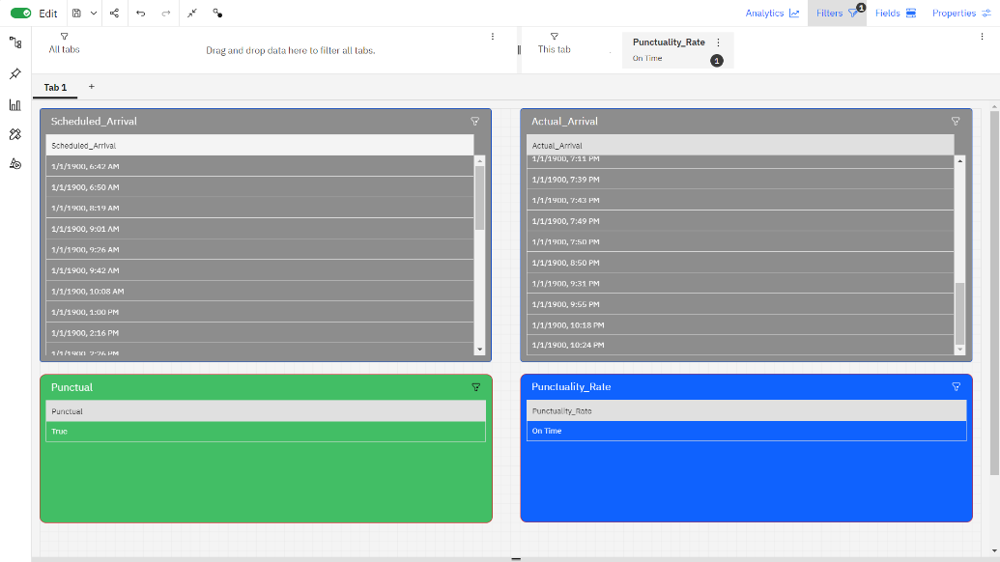 Edit
Analytics
Filters
1
Fields
Properties
All tabs
Drag and drop data here to filter all tabs.
This tab
Punctuality_Rate
On Time
1
Tab 1
+
Scheduled_Arrival
Scheduled_Arrival
1/1/1900, 6:42 AM
1/1/1900, 6:50 AM
1/1/1900, 8:19 AM
1/1/1900, 9:01 AM
1/1/1900, 9:26 AM
1/1/1900, 9:42 AM
1/1/1900, 10:08 AM
1/1/1900, 1:00 PM
1/1/1900, 2:16 PM
1/1/1900, 2:26 PM
Actual_Arrival
Actual_Arrival
1/1/1900, 7:11 PM
1/1/1900, 7:39 PM
1/1/1900, 7:43 PM
1/1/1900, 7:49 PM
1/1/1900, 7:50 PM
1/1/1900, 8:50 PM
1/1/1900, 9:31 PM
1/1/1900, 9:55 PM
1/1/1900, 10:18 PM
1/1/1900, 10:24 PM
Punctual
Punctual
True
Punctuality_Rate
Punctuality_Rate
On Time